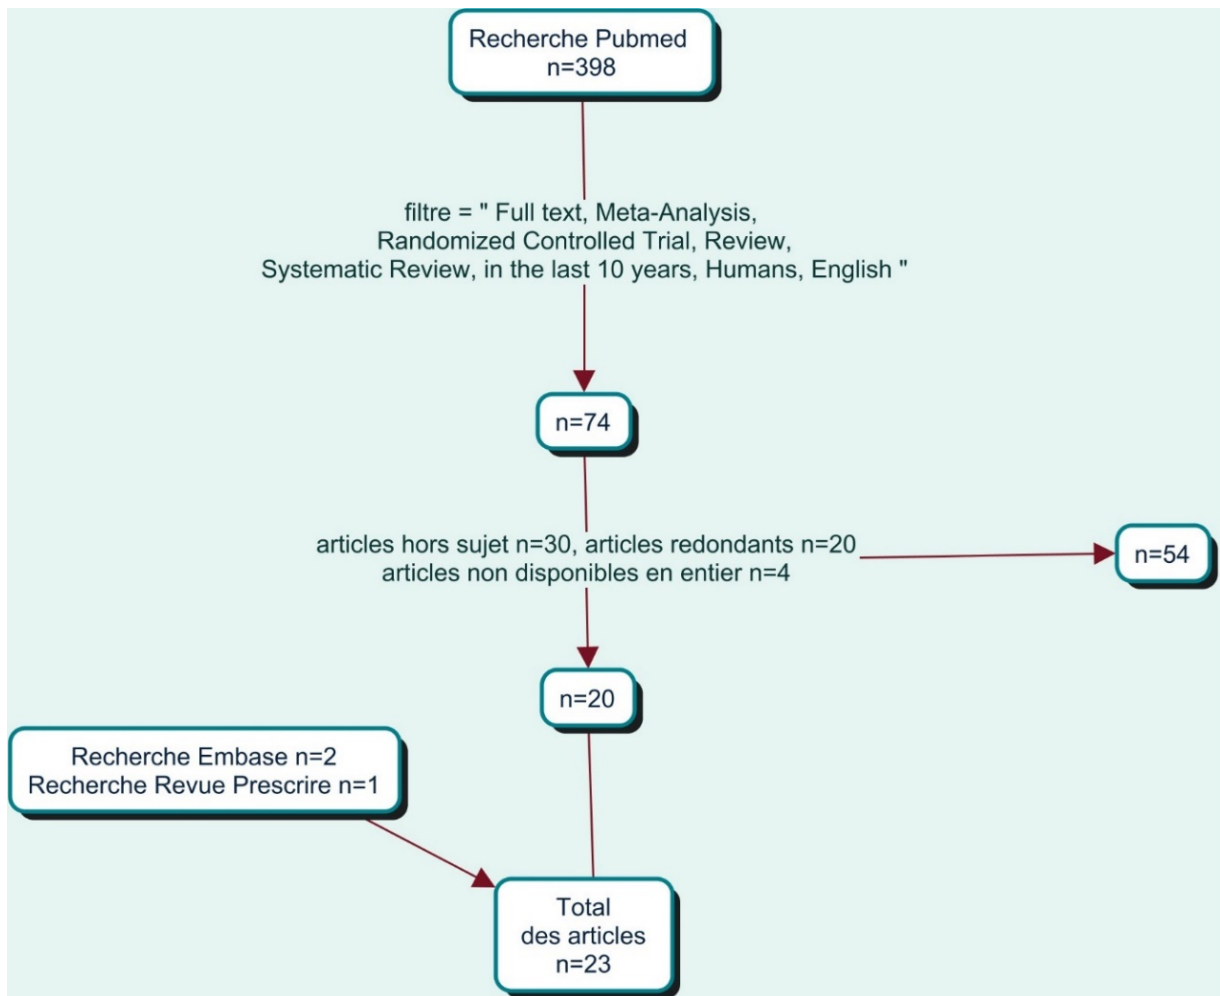 Recherche Pubmed
n=398
filtre = " Full text, Meta-Analysis,
Randomized Controlled Trial, Review,
Systematic Review, in the last 10 years, Humans, English "
n=74
articles hors sujet n=30, articles redondants n=20
articles non disponibles en entier n=4
n=54
n=20
Recherche Embase n=2
Recherche Revue Prescrire n=1
Total
des articles
n=23